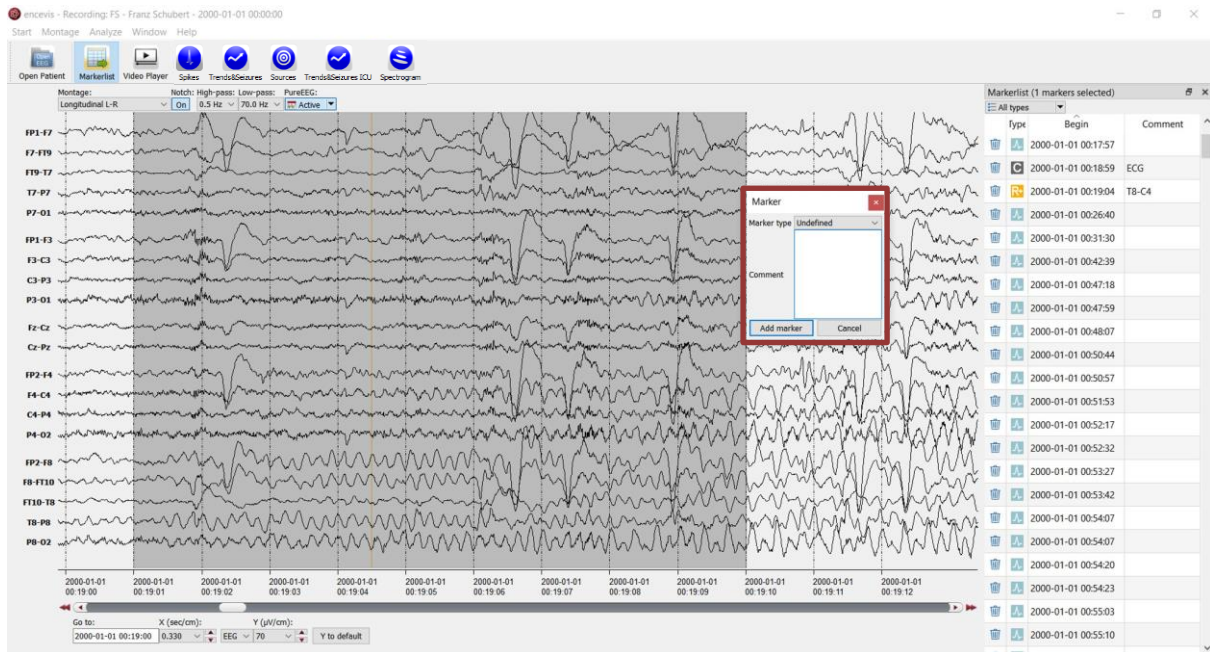 encevis - Recording: FS - Franz Schubert - 2000-01-01 00:00:00
Start Montage Analyze Window Help
Open Patient Markerlist Video Player Spikes Trends&Seizures Sources Trends&Seizures ICU Spectrogram
Montage: Notch: High-pass: Low-pass: PureEEG:
Longitudinal L-R On 0.5 Hz 70.0 Hz Active
FP1-F7
F7-FT9
FT9-T7
T7-P7
P7-O1
FP1-F3
F3-C3
C3-P3
P3-O1
Fz-Cz
Cz-Pz
FP2-F4
F4-C4
C4-P4
P4-O2
FP2-F8
F8-FT10
FT10-T8
T8-P8
P8-O2
Marker
Marker type Undefined
Comment
Add marker Cancel
2000-01-01 2000-01-01 2000-01-01 2000-01-01 2000-01-01 2000-01-01 2000-01-01 2000-01-01 2000-01-01 2000-01-01 2000-01-01 2000-01-01 2000-01-01
00:19:00 00:19:01 00:19:02 00:19:03 00:19:04 00:19:05 00:19:06 00:19:07 00:19:08 00:19:09 00:19:10 00:19:11 00:19:12
Go to: X (sec/cm): Y (µV/cm):
2000-01-01 00:19:00 0.330 EEG 70 Y to default
Markerlist (1 markers selected)
All types
Type Begin Comment
2000-01-01 00:17:57
C 2000-01-01 00:18:59 ECG
R 2000-01-01 00:19:04 T8-C4
2000-01-01 00:26:40
2000-01-01 00:31:30
2000-01-01 00:42:39
2000-01-01 00:47:18
2000-01-01 00:47:59
2000-01-01 00:48:07
2000-01-01 00:50:44
2000-01-01 00:50:57
2000-01-01 00:51:53
2000-01-01 00:52:17
2000-01-01 00:52:32
2000-01-01 00:53:27
2000-01-01 00:53:42
2000-01-01 00:54:07
2000-01-01 00:54:07
2000-01-01 00:54:20
2000-01-01 00:54:23
2000-01-01 00:55:03
2000-01-01 00:55:10